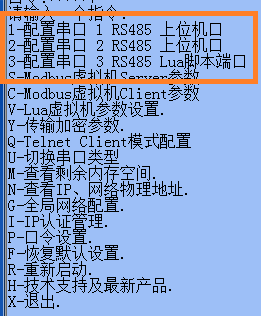 请输入一个指令.
1-配置串口 1 RS485 上位机口
2-配置串口 2 RS485 上位机口
3-配置串口 3 RS485 Lua脚本端口
S-Modbus虚拟机Server参数
C-Modbus虚拟机Client参数
V-Lua虚拟机参数设置.
Y-传输加密参数.
Q-Telnet Client模式配置
U-切换串口类型
M-查看剩余内存空间.
N-查看IP、网络物理地址.
G-全局网络配置.
I-IP认证管理.
P-口令设置.
F-恢复默认设置.
R-重新启动.
H-技术支持及最新产品.
X-退出.